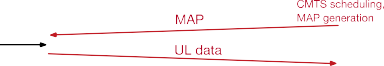 CMTS scheduling,
MAP generation
MAP
UL data